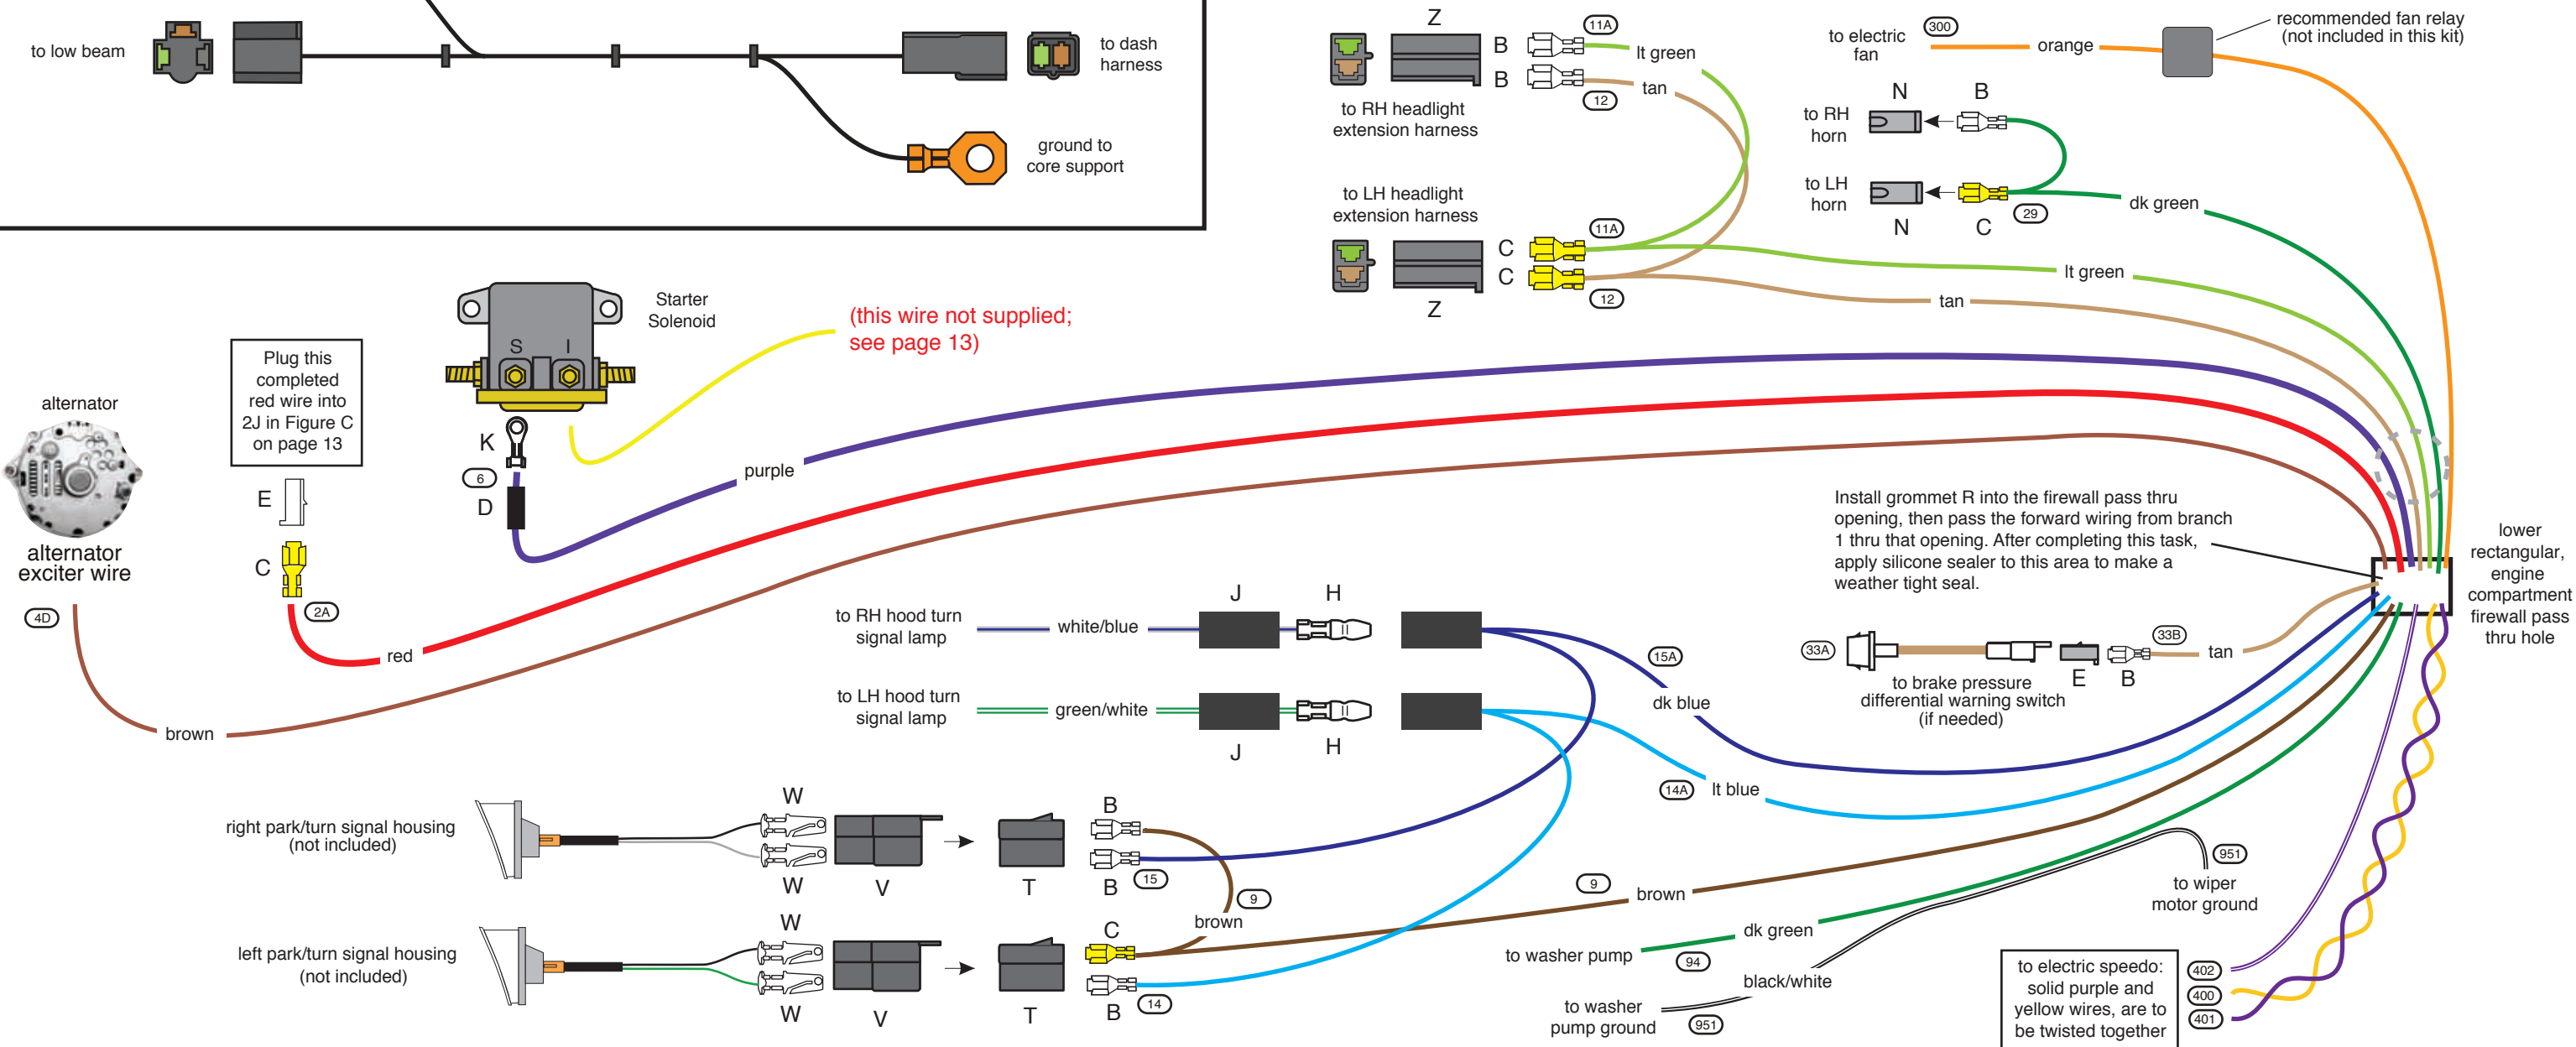 to low beam
to dash
harness
ground to
core support
Z
B
B
11A
12
lt green
tan
to RH headlight
extension harness
to LH headlight
extension harness
C
C
11A
12
Z
lt green
tan
to electric
fan
300
orange
recommended fan relay
(not included in this kit)
to RH
horn
N
B
to LH
horn
N
C
29
dk green
Starter
Solenoid
S
I
(this wire not supplied;
see page 13)
K
6
D
purple
Plug this
completed
red wire into
2J in Figure C
on page 13
E
C
2A
red
alternator
alternator
exciter wire
4D
brown
Install grommet R into the firewall pass thru
opening, then pass the forward wiring from branch
1 thru that opening. After completing this task,
apply silicone sealer to this area to make a
weather tight seal.
lower
rectangular,
engine
compartment
firewall pass
thru hole
33A
E
B
33B
tan
to brake pressure
differential warning switch
(if needed)
to RH hood turn
signal lamp
white/blue
J
H
15A
dk blue
to LH hood turn
signal lamp
green/white
J
H
14A
lt blue
right park/turn signal housing
(not included)
W
W
V
T
B
B
15
9
brown
left park/turn signal housing
(not included)
W
W
V
T
C
B
14
9
brown
to washer pump
94
dk green
to washer
pump ground
951
black/white
951
to wiper
motor ground
to electric speedo:
solid purple and
yellow wires, are to
be twisted together
402
400
401